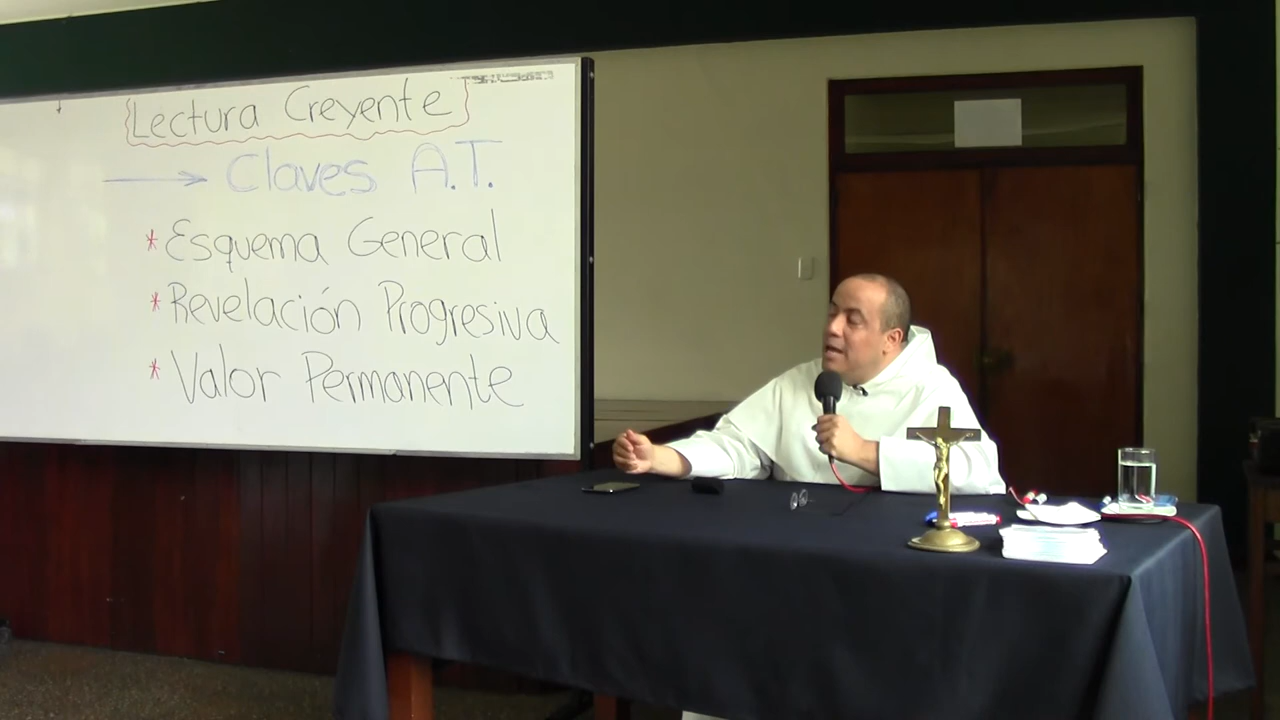 Lectura Creyente
→ Claves A.T.
* Esquema General
* Revelación Progresiva
* Valor Permanente